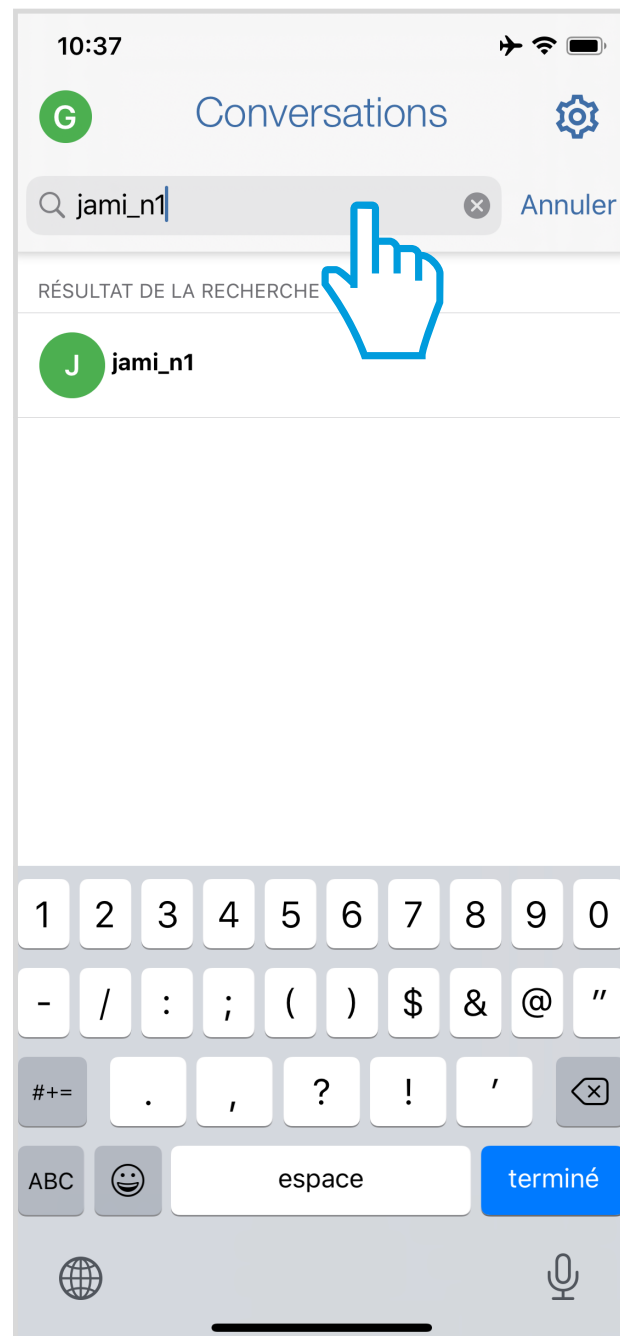 10:37
G Conversations
jami_n1 Annuler
RÉSULTAT DE LA RECHERCHE
J jami_n1
1 2 3 4 5 6 7 8 9 0
- / : ; ( ) $ & @ "
#+= . , ? ! '
ABC espace terminé